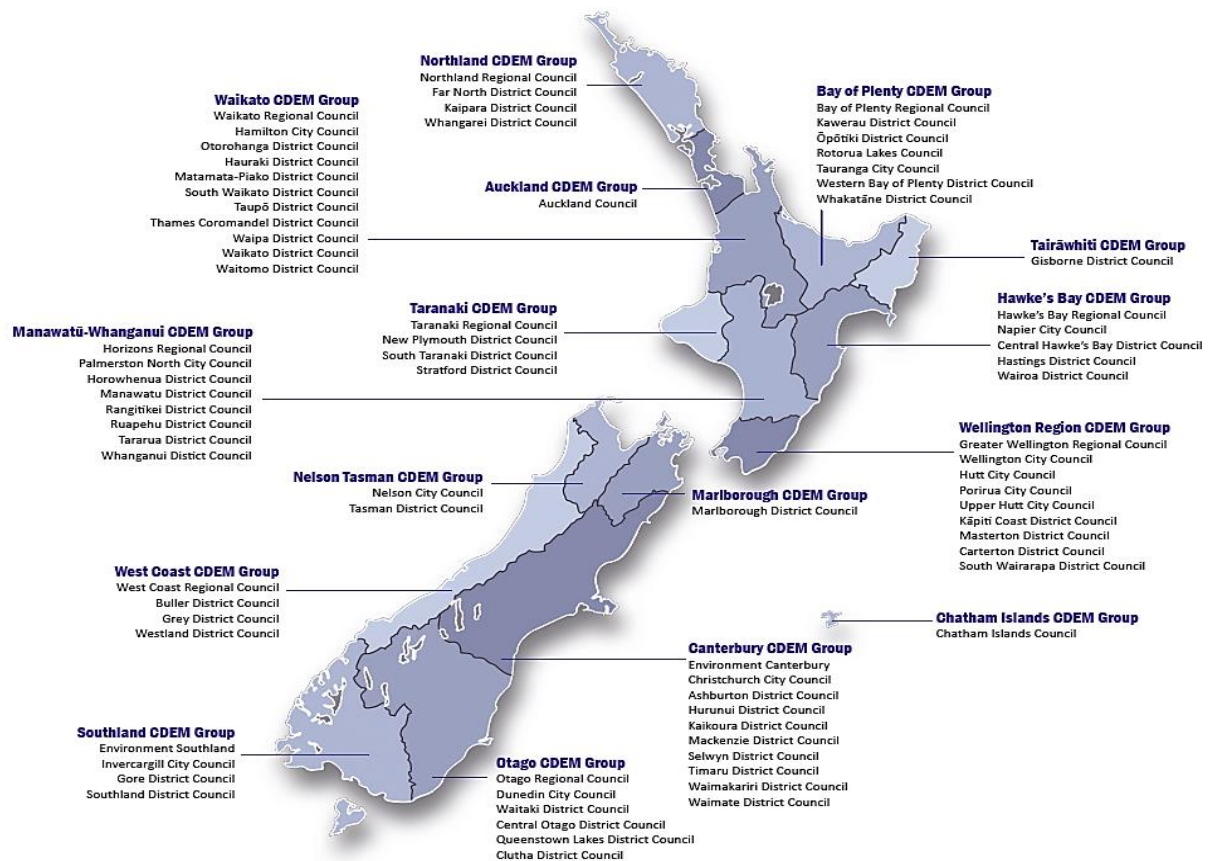 Northland CDEM Group
Northland Regional Council
Far North District Council
Kaipara District Council
Whangarei District Council
Bay of Plenty CDEM Group
Bay of Plenty Regional Council
Kawerau District Council
Ōpōtiki District Council
Rotorua Lakes Council
Tauranga City Council
Western Bay of Plenty District Council
Whakatāne District Council
Waikato CDEM Group
Waikato Regional Council
Hamilton City Council
Otorohanga District Council
Hauraki District Council
Matamata-Piako District Council
South Waikato District Council
Taupō District Council
Thames Coromandel District Council
Waipa District Council
Waikato District Council
Waitomo District Council
Auckland CDEM Group
Auckland Council
Tairāwhiti CDEM Group
Gisborne District Council
Taranaki CDEM Group
Taranaki Regional Council
New Plymouth District Council
South Taranaki District Council
Stratford District Council
Hawke's Bay CDEM Group
Hawke's Bay Regional Council
Napier City Council
Central Hawke's Bay District Council
Hastings District Council
Wairoa District Council
Manawatū-Whanganui CDEM Group
Horizons Regional Council
Palmerston North City Council
Horowhenua District Council
Manawatu District Council
Rangitikei District Council
Ruapehu District Council
Tararua District Council
Whanganui Distict Council
Wellington Region CDEM Group
Greater Wellington Regional Council
Wellington City Council
Hutt City Council
Porirua City Council
Upper Hutt City Council
Kāpiti Coast District Council
Masterton District Council
Carterton District Council
South Wairarapa District Council
Nelson Tasman CDEM Group
Nelson City Council
Tasman District Council
Marlborough CDEM Group
Marlborough District Council
West Coast CDEM Group
West Coast Regional Council
Buller District Council
Grey District Council
Westland District Council
Chatham Islands CDEM Group
Chatham Islands Council
Canterbury CDEM Group
Environment Canterbury
Christchurch City Council
Ashburton District Council
Hurunui District Council
Kaikoura District Council
Mackenzie District Council
Selwyn District Council
Timaru District Council
Waimakariri District Council
Waimate District Council
Southland CDEM Group
Environment Southland
Invercargill City Council
Gore District Council
Southland District Council
Otago CDEM Group
Otago Regional Council
Dunedin City Council
Waitaki District Council
Central Otago District Council
Queenstown Lakes District Council
Clutha District Council